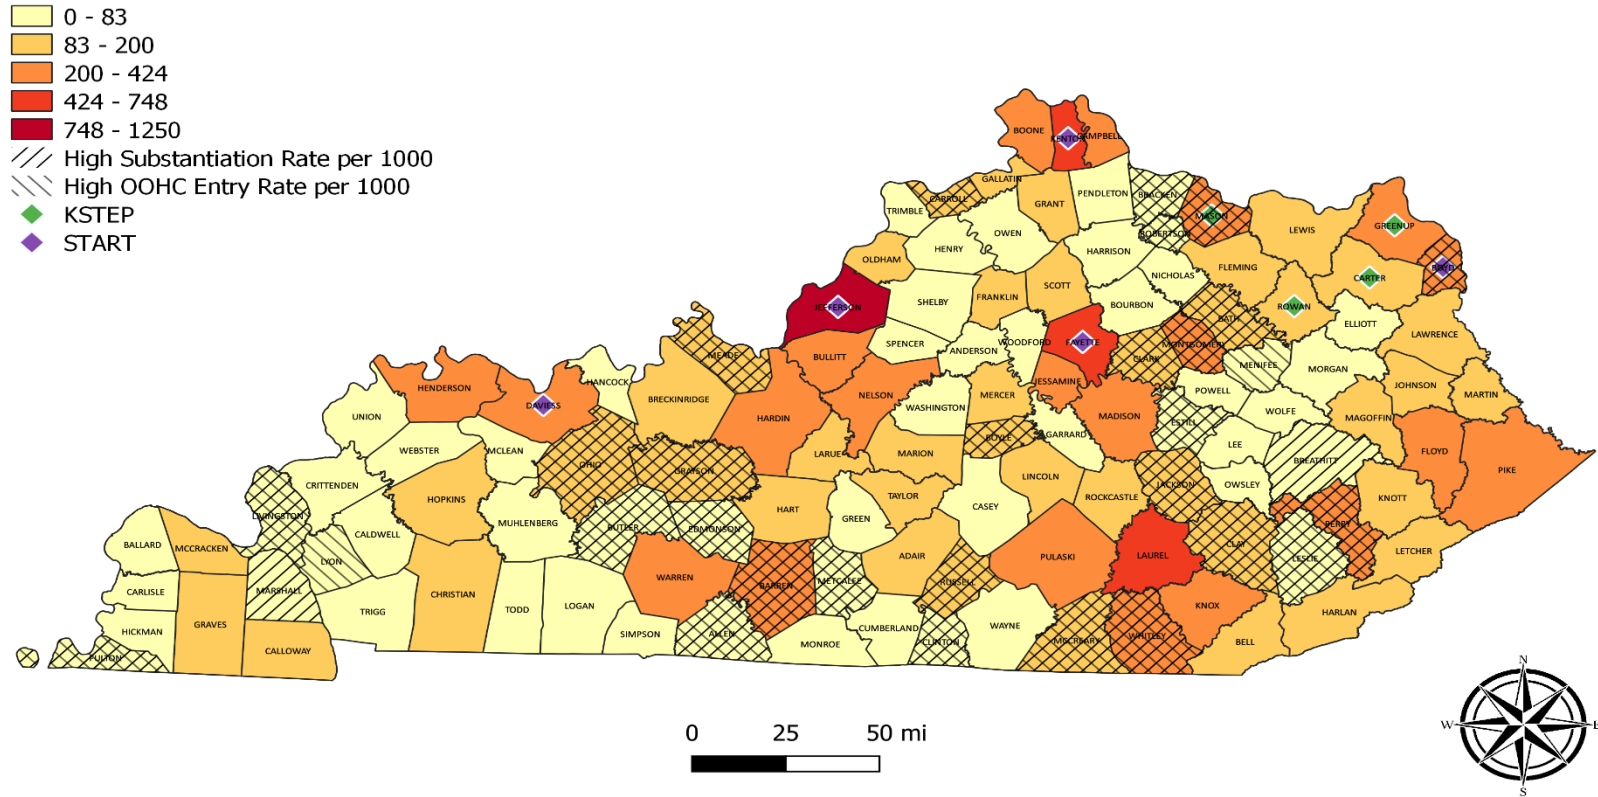 0 - 83
83 - 200
200 - 424
424 - 748
748 - 1250
High Substantiation Rate per 1000
High OOHC Entry Rate per 1000
KSTEP
START
BOONE
KENTON
CAMPBELL
GALLATIN
CARROLL
TRIMBLE
GRANT
PENDLETON
BRACKEN
MASON
ROBERTSON
LEWIS
GREENUP
BOYD
OWEN
HENRY
HARRISON
OLDHAM
FLEMING
CARTER
NICHOLAS
SCOTT
FRANKLIN
SHELBY
BOURBON
ROWAN
JEFFERSON
BATH
ELLIOTT
LAWRENCE
SPENCER
ANDERSON
WOODFORD
FAYETTE
MONTGOMERY
CLARK
MENIFEE
MORGAN
MEADE
BULLITT
JESSAMINE
POWELL
JOHNSON
MARTIN
HANCOCK
HENDERSON
DAVIESS
BRECKINRIDGE
HARDIN
NELSON
WASHINGTON
MERCER
MADISON
WOLFE
MAGOFFIN
UNION
ESTILL
GARRARD
BOYLE
LEE
WEBSTER
MCLEAN
OHIO
GRAYSON
LARUE
MARION
FLOYD
PIKE
BREATHITT
LINCOLN
ROCKCASTLE
JACKSON
OWSLEY
KNOTT
CRITTENDEN
HOPKINS
TAYLOR
CASEY
HART
GREEN
LIVINGSTON
MUHLENBERG
BUTLER
EDMONSON
PERRY
CALDWELL
BALLARD
MCCRACKEN
LYON
ADAIR
PULASKI
LAUREL
CLAY
LESLIE
LETCHER
WARREN
BARREN
METCALFE
RUSSELL
CARLISLE
MARSHALL
CHRISTIAN
TRIGG
TODD
LOGAN
KNOX
HARLAN
GRAVES
HICKMAN
SIMPSON
ALLEN
MONROE
CUMBERLAND
CLINTON
WAYNE
MCCREARY
WHITLEY
BELL
CALLOWAY
FULTON
0 25 50 mi
N
W E
S